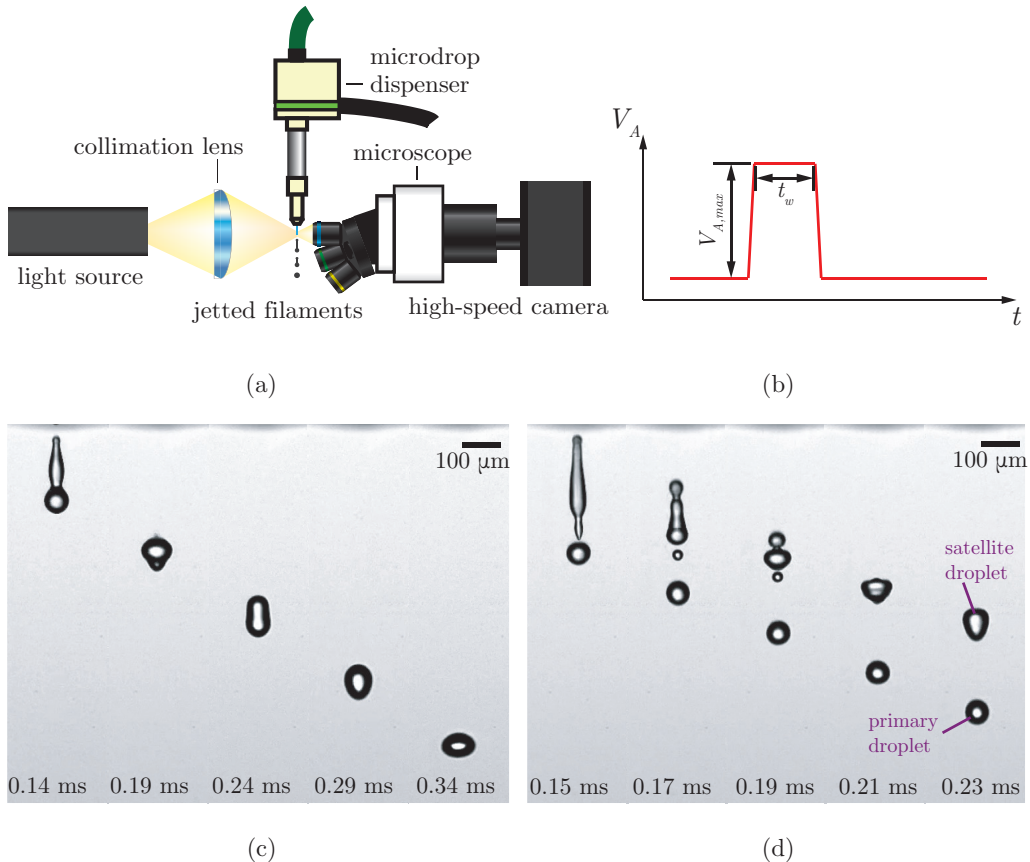 microdrop
dispenser
collimation lens
microscope
light source
jetted filaments
high-speed camera
(a)
V_A
V_{A,max}
t_w
t
(b)
100 μm
0.14 ms 0.19 ms 0.24 ms 0.29 ms 0.34 ms
(c)
100 μm
satellite
droplet
primary
droplet
0.15 ms 0.17 ms 0.19 ms 0.21 ms 0.23 ms
(d)